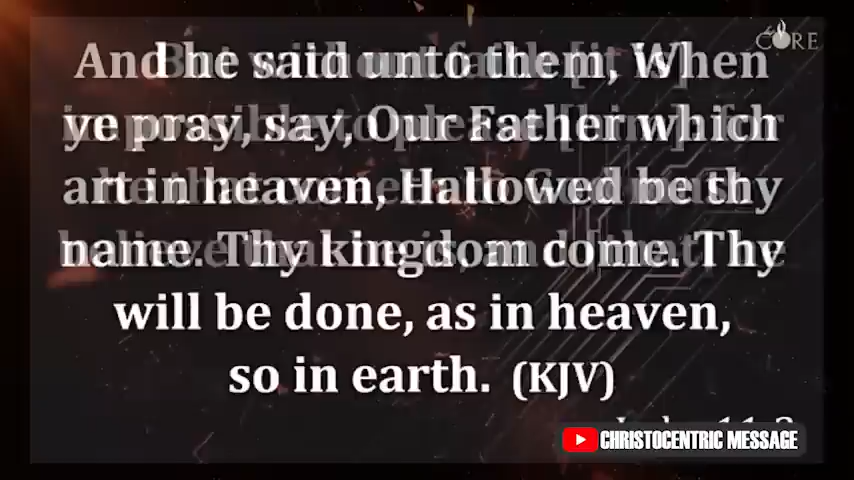 CORE
And he said unto them, When
ye pray, say, Our Father which
art in heaven, Hallowed be thy
name. Thy kingdom come. Thy
will be done, as in heaven,
so in earth. (KJV)
CHRISTOCENTRIC MESSAGE